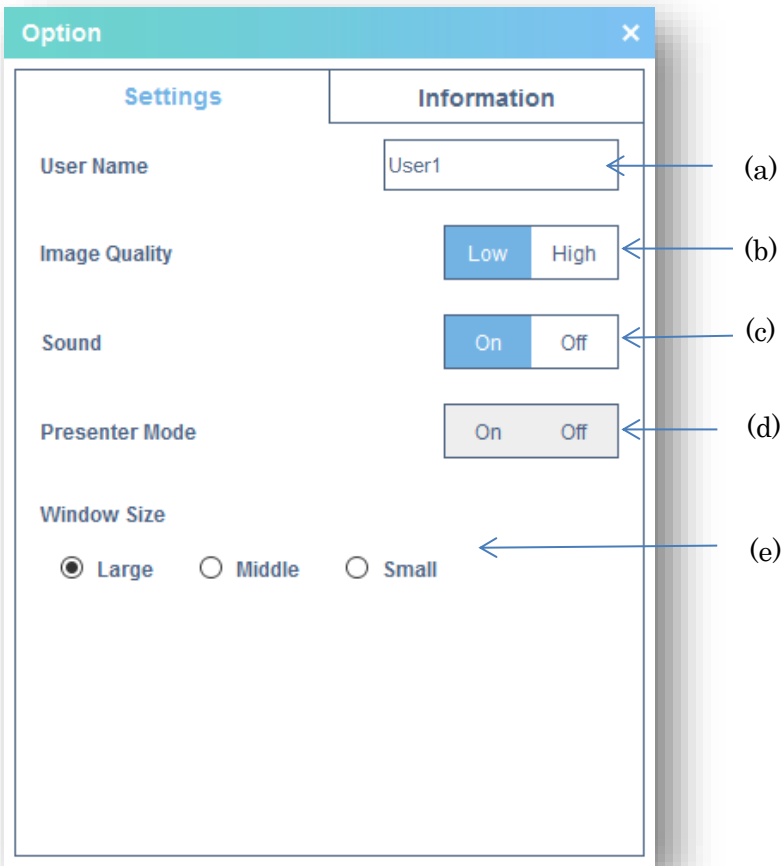 Option ×
Settings Information
User Name User1 (a)
Image Quality Low High (b)
Sound On Off (c)
Presenter Mode On Off (d)
Window Size
Large Middle Small (e)